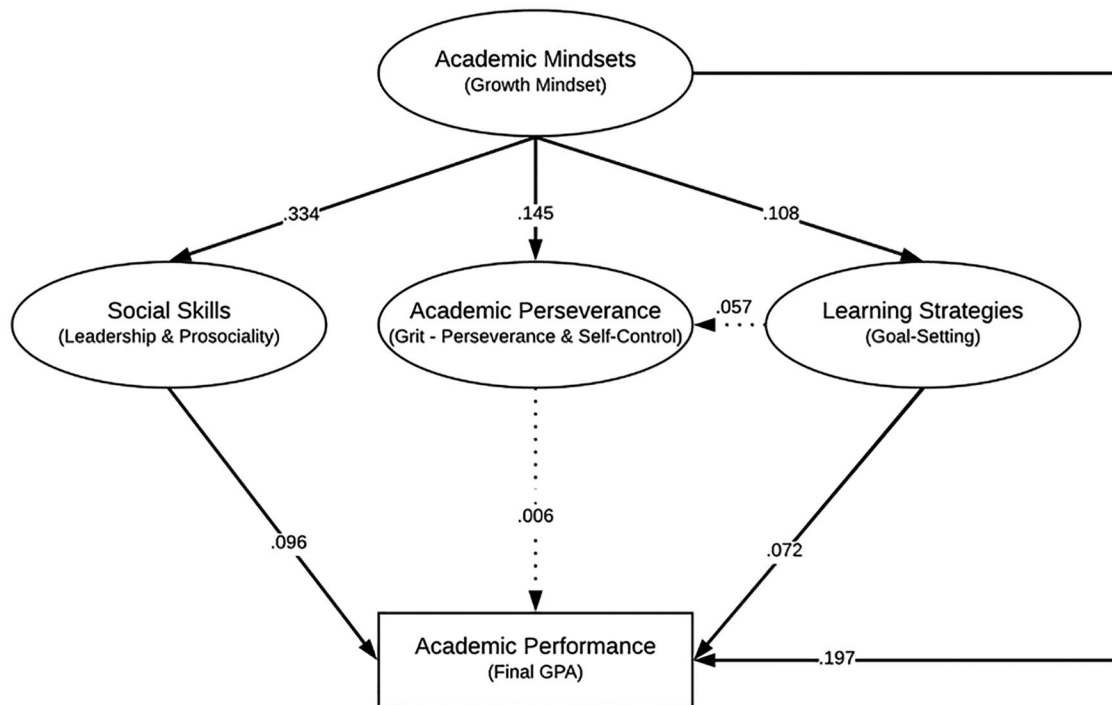 Academic Mindsets
(Growth Mindset)
.334
.145
.108
Social Skills
(Leadership & Prosociality)
Academic Perseverance
(Grit - Perseverance & Self-Control)
.057
Learning Strategies
(Goal-Setting)
.096
.006
.072
Academic Performance
(Final GPA)
.197